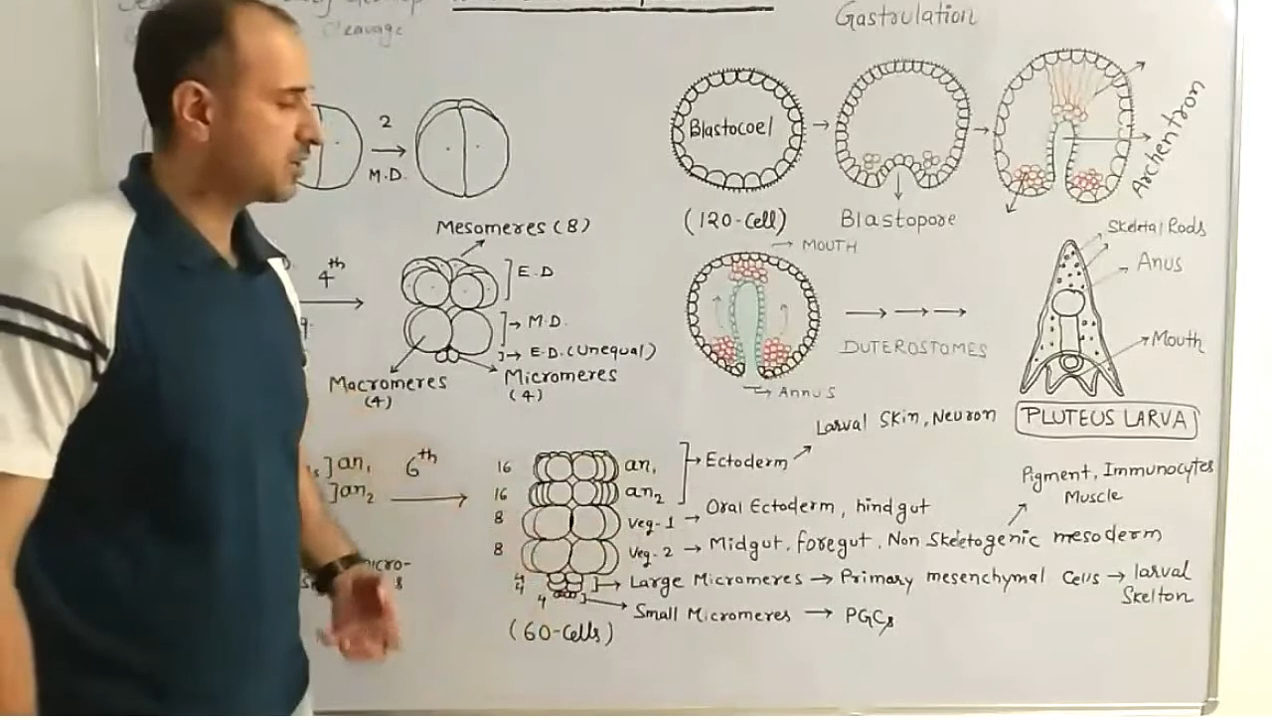 Cleavage
Gastrulation
2
M.D.
Blastocoel
Archentron
(120-Cell)
Blastopore
Mesomeres (8)
4th
E.D
M.D.
E.D. (Unequal)
Macromeres
(4)
Micromeres
(4)
MOUTH
DUTEROSTOMES
Annus
Skeletal Rods
Anus
Mouth
PLUTEUS LARVA
]an1
]an2
6th
16 an1
16 an2
8 Veg-1
8 Veg-2
4
4
4
(60-Cells)
Ectoderm
Larval Skin, Neuron
Oral Ectoderm, hindgut
Pigment, Immunocytes
Muscle
Midgut, foregut, Non Skeletogenic mesoderm
Large Micromeres → Primary mesenchymal Cells → larval
Skelton
Small Micromeres → PGCs